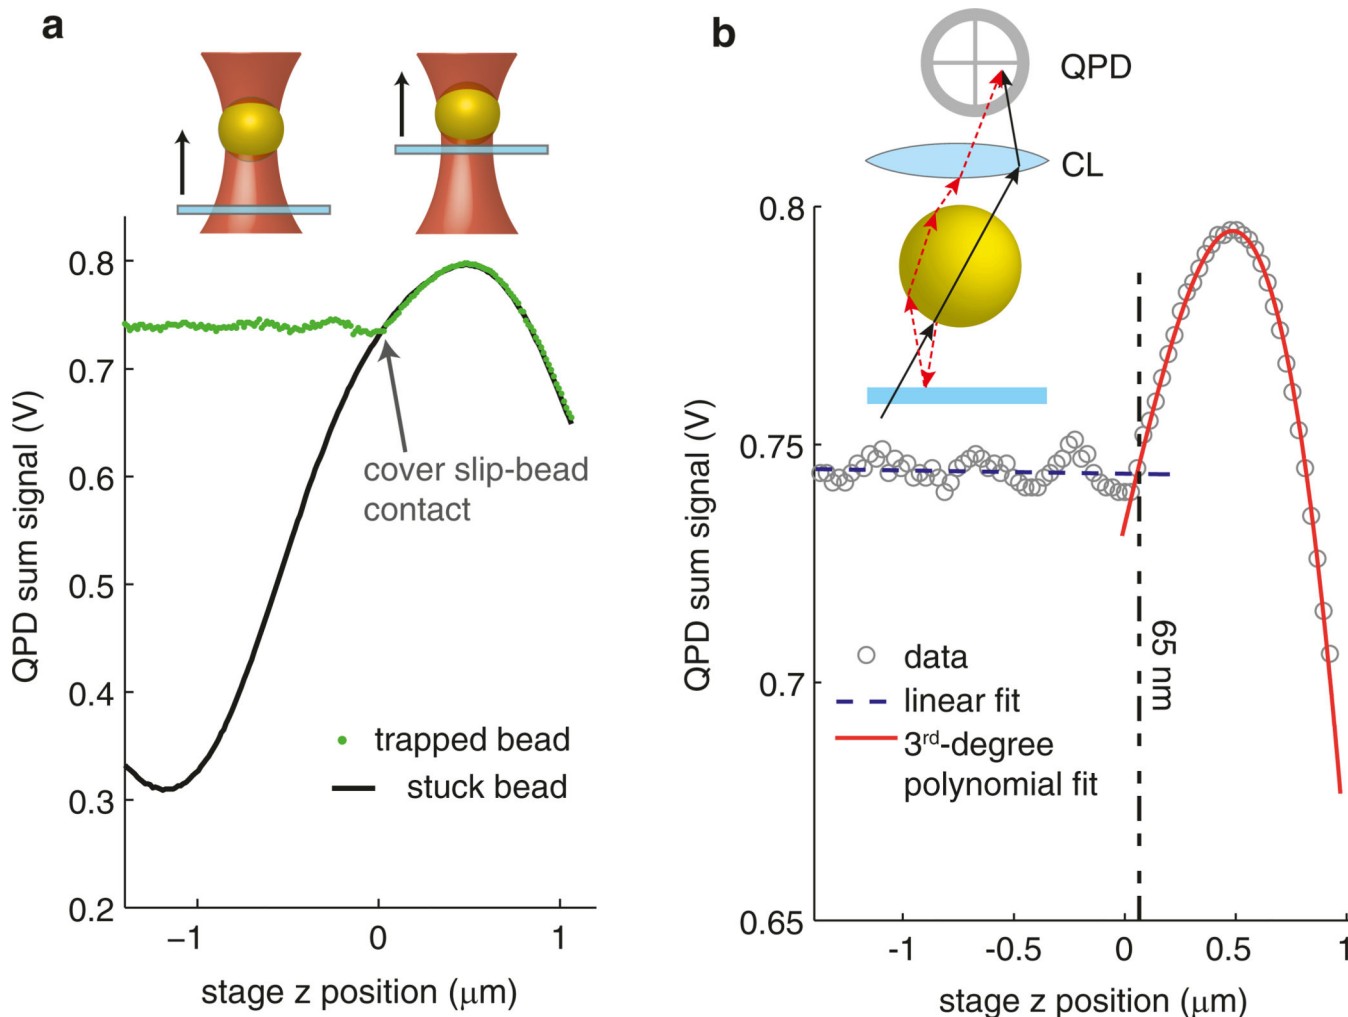 a
0.8
0.7
0.6
0.5
0.4
0.3
0.2
−1
0
1
QPD sum signal (V)
stage z position (μm)
cover slip-bead
contact
trapped bead
stuck bead
b
QPD
CL
0.8
0.75
0.7
0.65
-1
-0.5
0
0.5
1
QPD sum signal (V)
stage z position (μm)
65 nm
data
linear fit
3rd-degree
polynomial fit